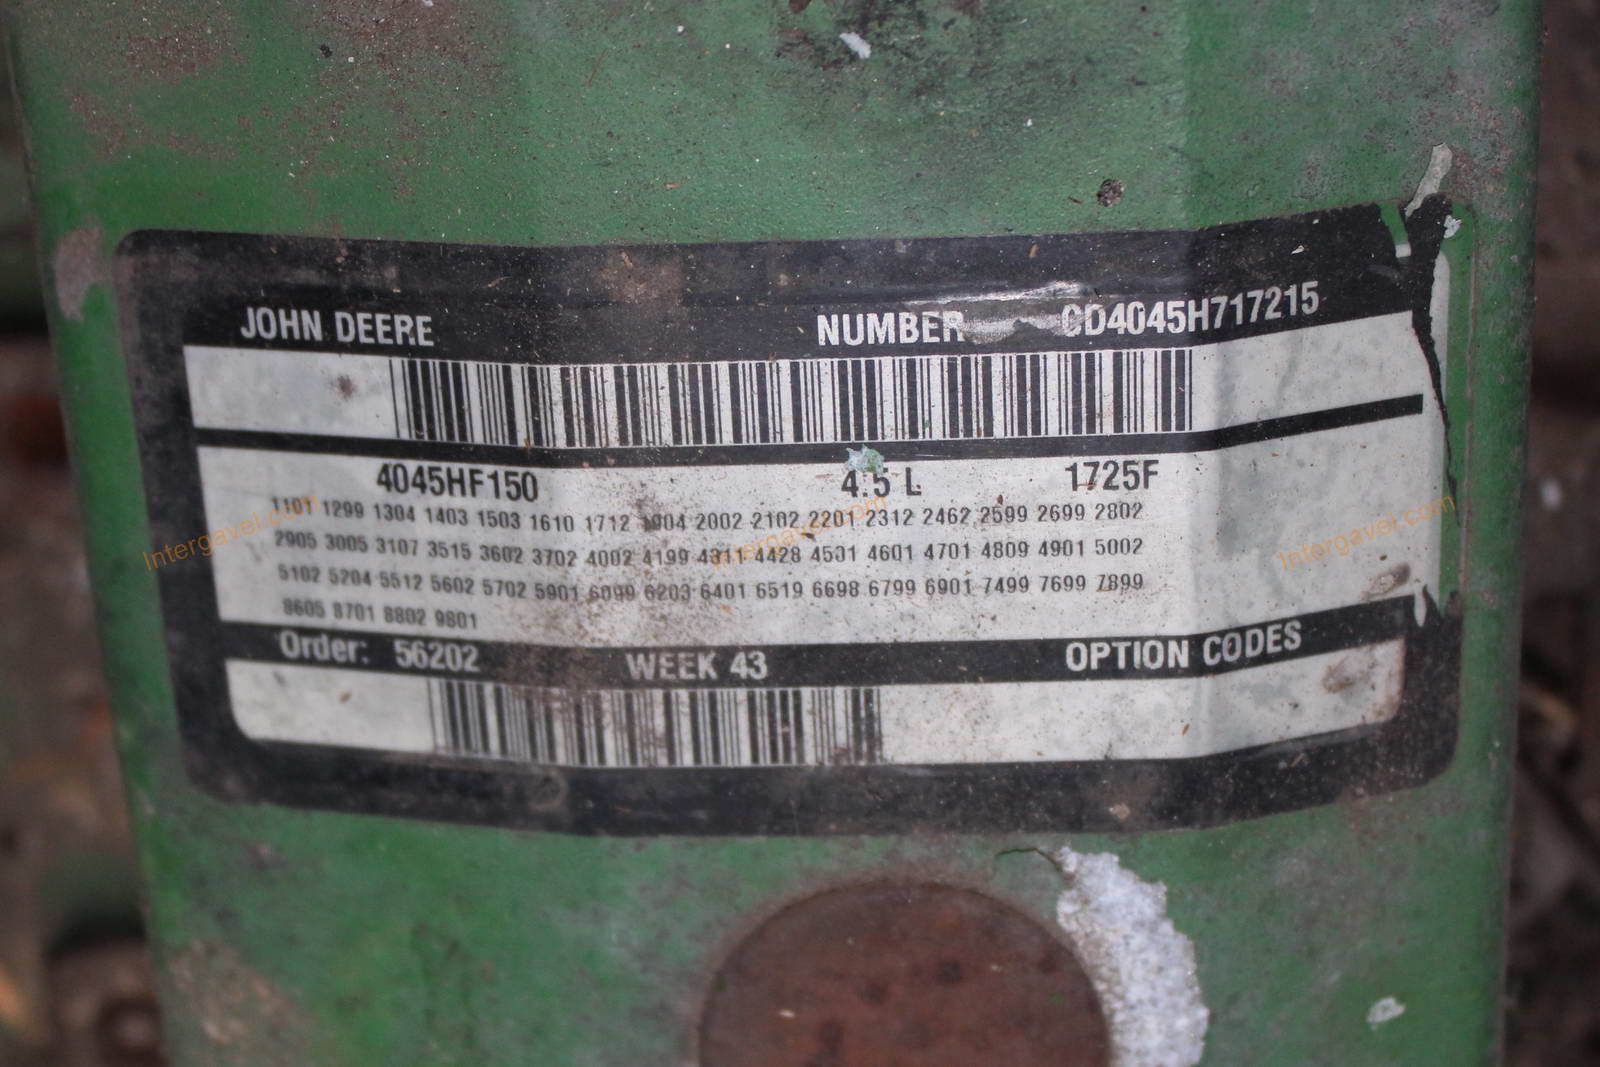 JOHN DEERE NUMBER CD4045H717215
4045HF150 4.5 L 1725F
1101 1299 1304 1403 1503 1610 1712 1904 2002 2102 2201 2312 2462 2599 2699 2802
2905 3005 3107 3515 3602 3702 4002 4199 4311 4428 4501 4601 4701 4809 4901 5002
5102 5204 5512 5602 5702 5901 6099 6203 6401 6519 6698 6799 6901 7499 7699 7899
8605 8701 8802 9801
Order: 56202 WEEK 43 OPTION CODES
Intergavel.com
Intergavel.com
Intergavel.com